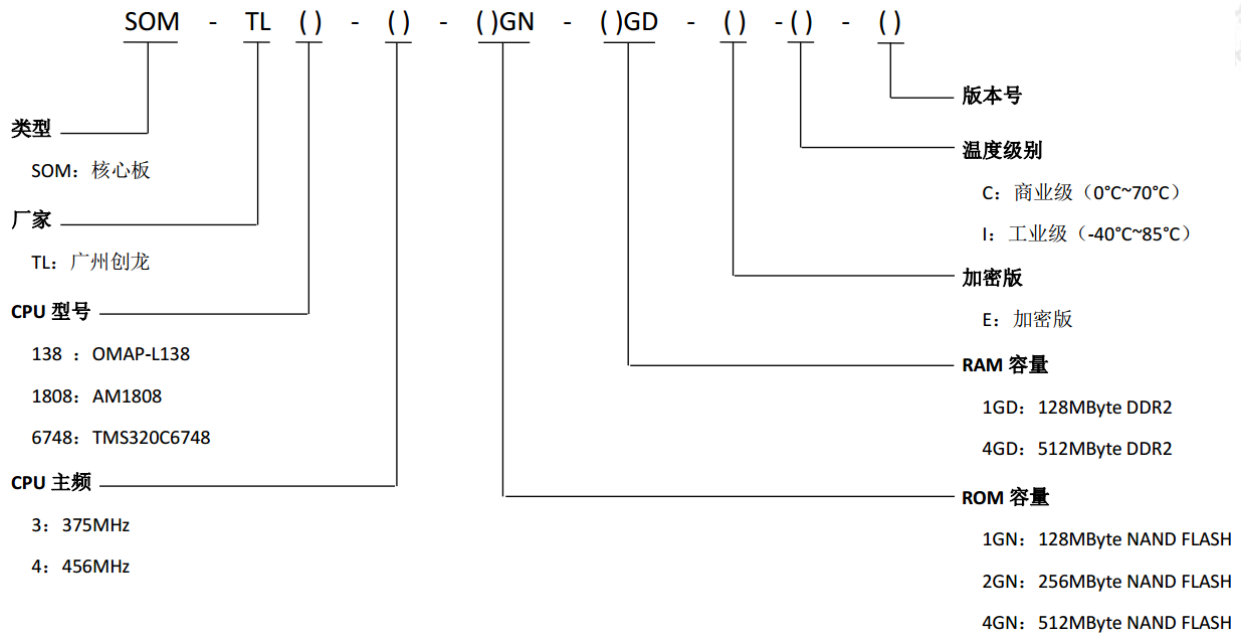 SOM - TL ( ) - ( ) - ( )GN - ( )GD - ( ) - ( ) - ( )
类型
SOM：核心板
厂家
TL：广州创龙
CPU 型号
138 ：OMAP-L138
1808：AM1808
6748：TMS320C6748
CPU 主频
3：375MHz
4：456MHz
版本号
温度级别
C：商业级（0°C~70°C）
I：工业级（-40°C~85°C）
加密版
E：加密版
RAM 容量
1GD：128MByte DDR2
4GD：512MByte DDR2
ROM 容量
1GN：128MByte NAND FLASH
2GN：256MByte NAND FLASH
4GN：512MByte NAND FLASH